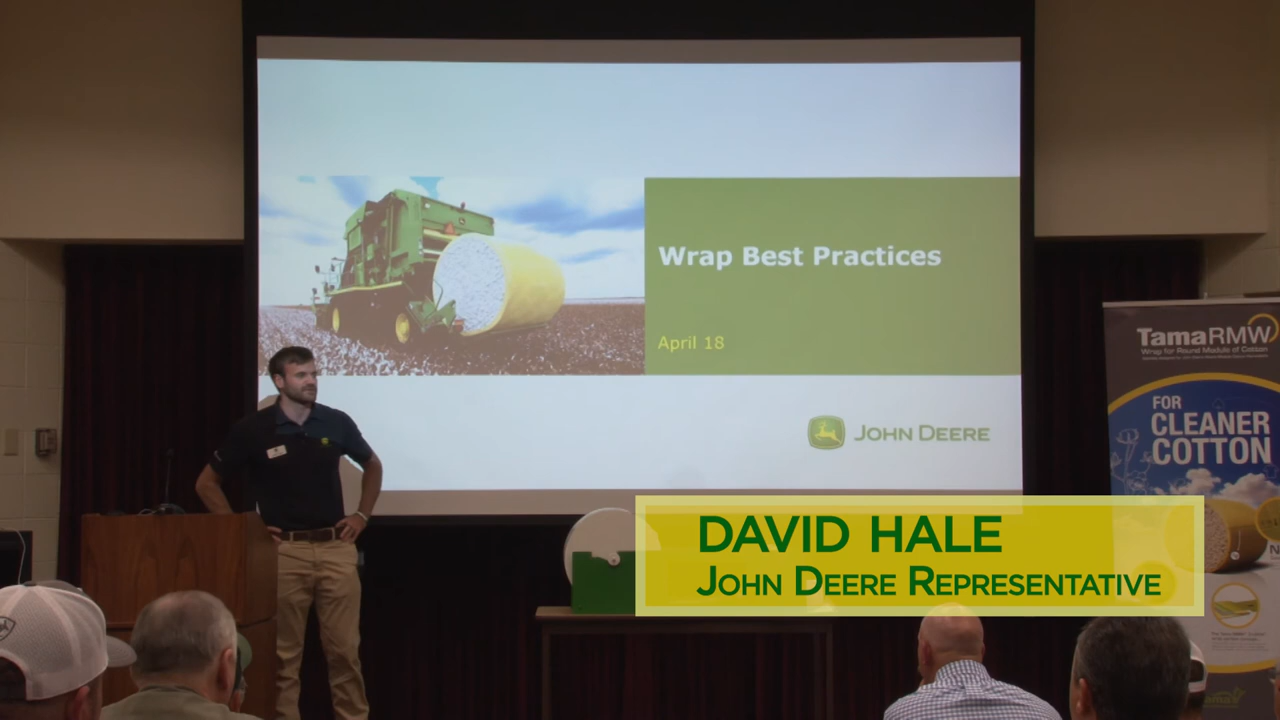 Wrap Best Practices
April 18
JOHN DEERE
TamaRMW
Wrap for Round Module of Cotton
FOR
CLEANER
COTTON
DAVID HALE
JOHN DEERE REPRESENTATIVE